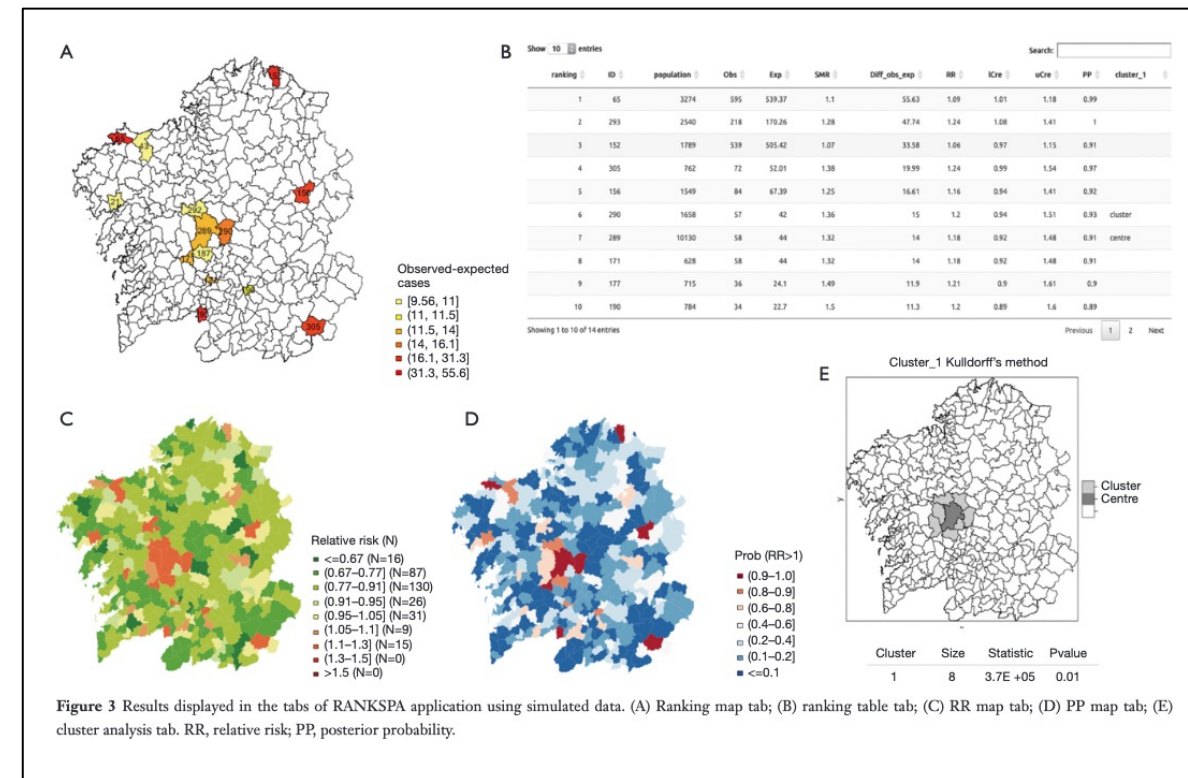 A
152
156
43
21
150
292
289
290
187
305
Observed-expected
cases
[9.56, 11]
(11, 11.5]
(11.5, 14]
(14, 16.1]
(16.1, 31.3]
(31.3, 55.6]
B
Show 10 entries
Search:
ranking ID population Obs Exp SMR Diff_obs_exp RR lCre uCre PP cluster_1
1 65 3274 595 539.37 1.1 55.63 1.09 1.01 1.18 0.99
2 293 2540 218 170.26 1.28 47.74 1.24 1.08 1.41 1
3 152 1789 539 505.42 1.07 33.58 1.06 0.97 1.15 0.91
4 305 762 72 52.01 1.38 19.99 1.24 0.99 1.54 0.97
5 156 1549 84 67.39 1.25 16.61 1.16 0.94 1.41 0.92
6 290 1658 57 42 1.36 15 1.2 0.94 1.51 0.93 cluster
7 289 10130 58 44 1.32 14 1.18 0.92 1.48 0.91 centre
8 171 628 58 44 1.32 14 1.18 0.92 1.48 0.91
9 177 715 36 24.1 1.49 11.9 1.21 0.9 1.61 0.9
10 190 784 34 22.7 1.5 11.3 1.2 0.89 1.6 0.89
Showing 1 to 10 of 14 entries
Previous 1 2 Next
C
Relative risk (N)
<=0.67 (N=16)
(0.67–0.77] (N=87)
(0.77–0.91] (N=130)
(0.91–0.95] (N=26)
(0.95–1.05] (N=31)
(1.05–1.1] (N=9)
(1.1–1.3] (N=15)
(1.3–1.5] (N=0)
>1.5 (N=0)
D
Prob (RR>1)
(0.9–1.0]
(0.8–0.9]
(0.6–0.8]
(0.4–0.6]
(0.2–0.4]
(0.1–0.2]
<=0.1
E
Cluster_1 Kulldorff's method
Cluster
Centre
Cluster Size Statistic Pvalue
1 8 3.7E +05 0.01
Figure 3 Results displayed in the tabs of RANKSPA application using simulated data. (A) Ranking map tab; (B) ranking table tab; (C) RR map tab; (D) PP map tab; (E)
cluster analysis tab. RR, relative risk; PP, posterior probability.